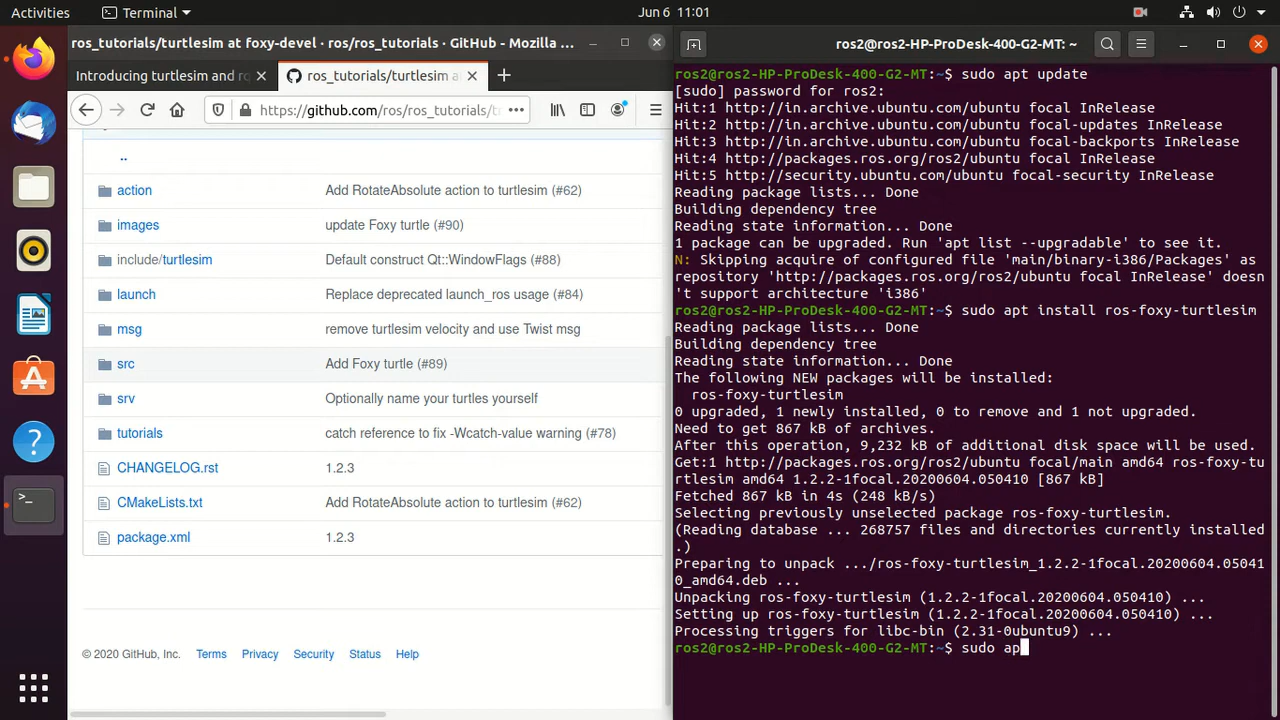 Activities
Terminal
Jun 6 11:01
ros_tutorials/turtlesim at foxy-devel · ros/ros_tutorials · GitHub - Mozilla ...
Introducing turtlesim and
ros_tutorials/turtlesim
https://github.com/ros/ros_tutorials/
..
action Add RotateAbsolute action to turtlesim (#62)
images update Foxy turtle (#90)
include/turtlesim Default construct Qt::WindowFlags (#88)
launch Replace deprecated launch_ros usage (#84)
msg remove turtlesim velocity and use Twist msg
src Add Foxy turtle (#89)
srv Optionally name your turtles yourself
tutorials catch reference to fix -Wcatch-value warning (#78)
CHANGELOG.rst 1.2.3
CMakeLists.txt Add RotateAbsolute action to turtlesim (#62)
package.xml 1.2.3
© 2020 GitHub, Inc. Terms Privacy Security Status Help
ros2@ros2-HP-ProDesk-400-G2-MT: ~
ros2@ros2-HP-ProDesk-400-G2-MT:~$ sudo apt update
[sudo] password for ros2:
Hit:1 http://in.archive.ubuntu.com/ubuntu focal InRelease
Hit:2 http://in.archive.ubuntu.com/ubuntu focal-updates InRelease
Hit:3 http://in.archive.ubuntu.com/ubuntu focal-backports InRelease
Hit:4 http://packages.ros.org/ros2/ubuntu focal InRelease
Hit:5 http://security.ubuntu.com/ubuntu focal-security InRelease
Reading package lists... Done
Building dependency tree
Reading state information... Done
1 package can be upgraded. Run 'apt list --upgradable' to see it.
N: Skipping acquire of configured file 'main/binary-i386/Packages' as
repository 'http://packages.ros.org/ros2/ubuntu focal InRelease' doesn
't support architecture 'i386'
ros2@ros2-HP-ProDesk-400-G2-MT:~$ sudo apt install ros-foxy-turtlesim
Reading package lists... Done
Building dependency tree
Reading state information... Done
The following NEW packages will be installed:
ros-foxy-turtlesim
0 upgraded, 1 newly installed, 0 to remove and 1 not upgraded.
Need to get 867 kB of archives.
After this operation, 9,232 kB of additional disk space will be used.
Get:1 http://packages.ros.org/ros2/ubuntu focal/main amd64 ros-foxy-tu
rtlesim amd64 1.2.2-1focal.20200604.050410 [867 kB]
Fetched 867 kB in 4s (248 kB/s)
Selecting previously unselected package ros-foxy-turtlesim.
(Reading database ... 268757 files and directories currently installed
.)
Preparing to unpack .../ros-foxy-turtlesim_1.2.2-1focal.20200604.05041
0_amd64.deb ...
Unpacking ros-foxy-turtlesim (1.2.2-1focal.20200604.050410) ...
Setting up ros-foxy-turtlesim (1.2.2-1focal.20200604.050410) ...
Processing triggers for libc-bin (2.31-0ubuntu9) ...
ros2@ros2-HP-ProDesk-400-G2-MT:~$ sudo ap